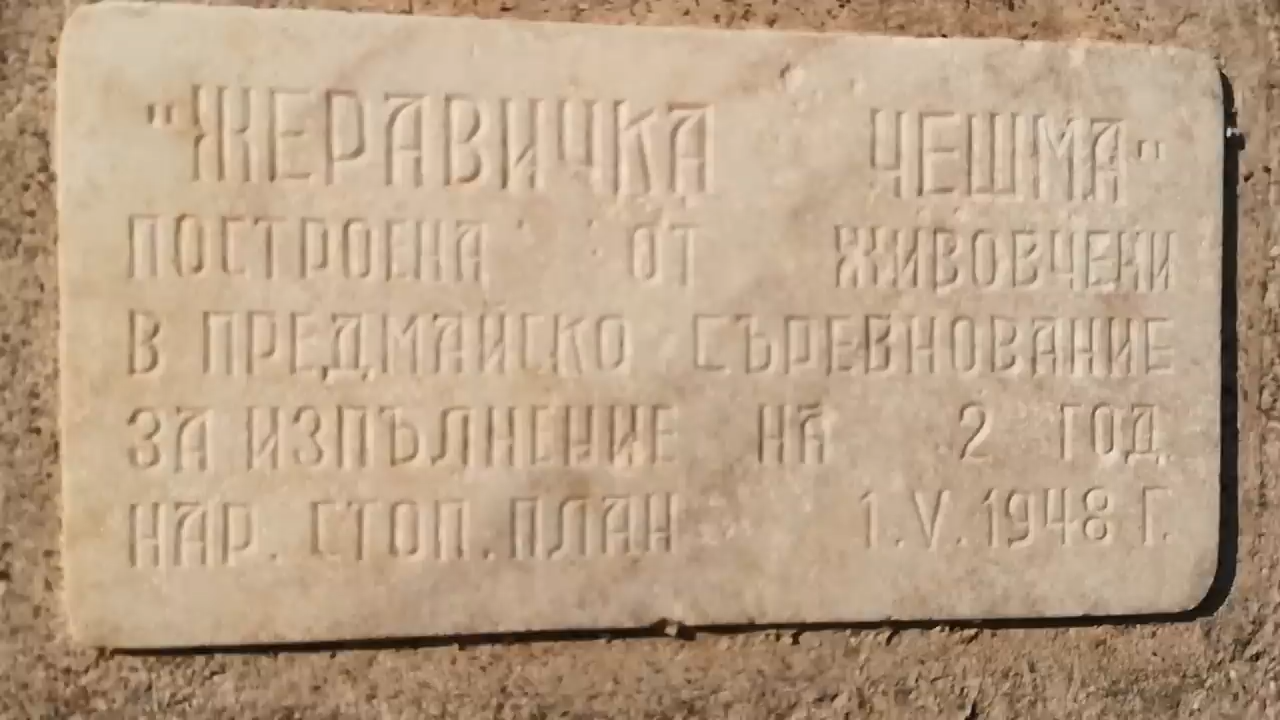 "ЖЕРАВИЧКА ЧЕШМА"
ПОСТРОЕНА ОТ ЖИВОВЧЕНИ
В ПРЕДМАЙСКО СЪРЕВНОВАНИЕ
ЗА ИЗПЪЛНЕНИЕ НА 2 ГОД.
НАР. СТОП. ПЛАН 1.V.1948 Г.